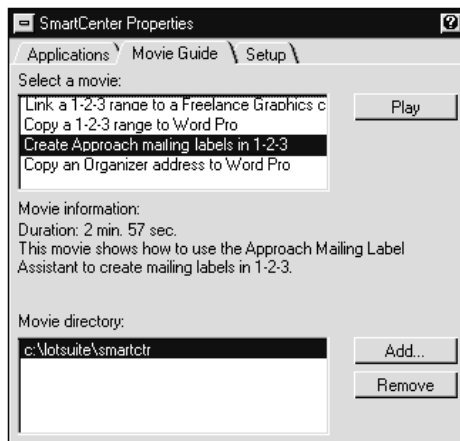 SmartCenter Properties
Applications Movie Guide Setup
Select a movie:
Link a 1-2-3 range to a Freelance Graphics c
Play
Copy a 1-2-3 range to Word Pro
Create Approach mailing labels in 1-2-3
Copy an Organizer address to Word Pro
Movie information:
Duration: 2 min. 57 sec.
This movie shows how to use the Approach Mailing Label
Assistant to create mailing labels in 1-2-3.
Movie directory:
c:\lotsuite\smartctr
Add...
Remove